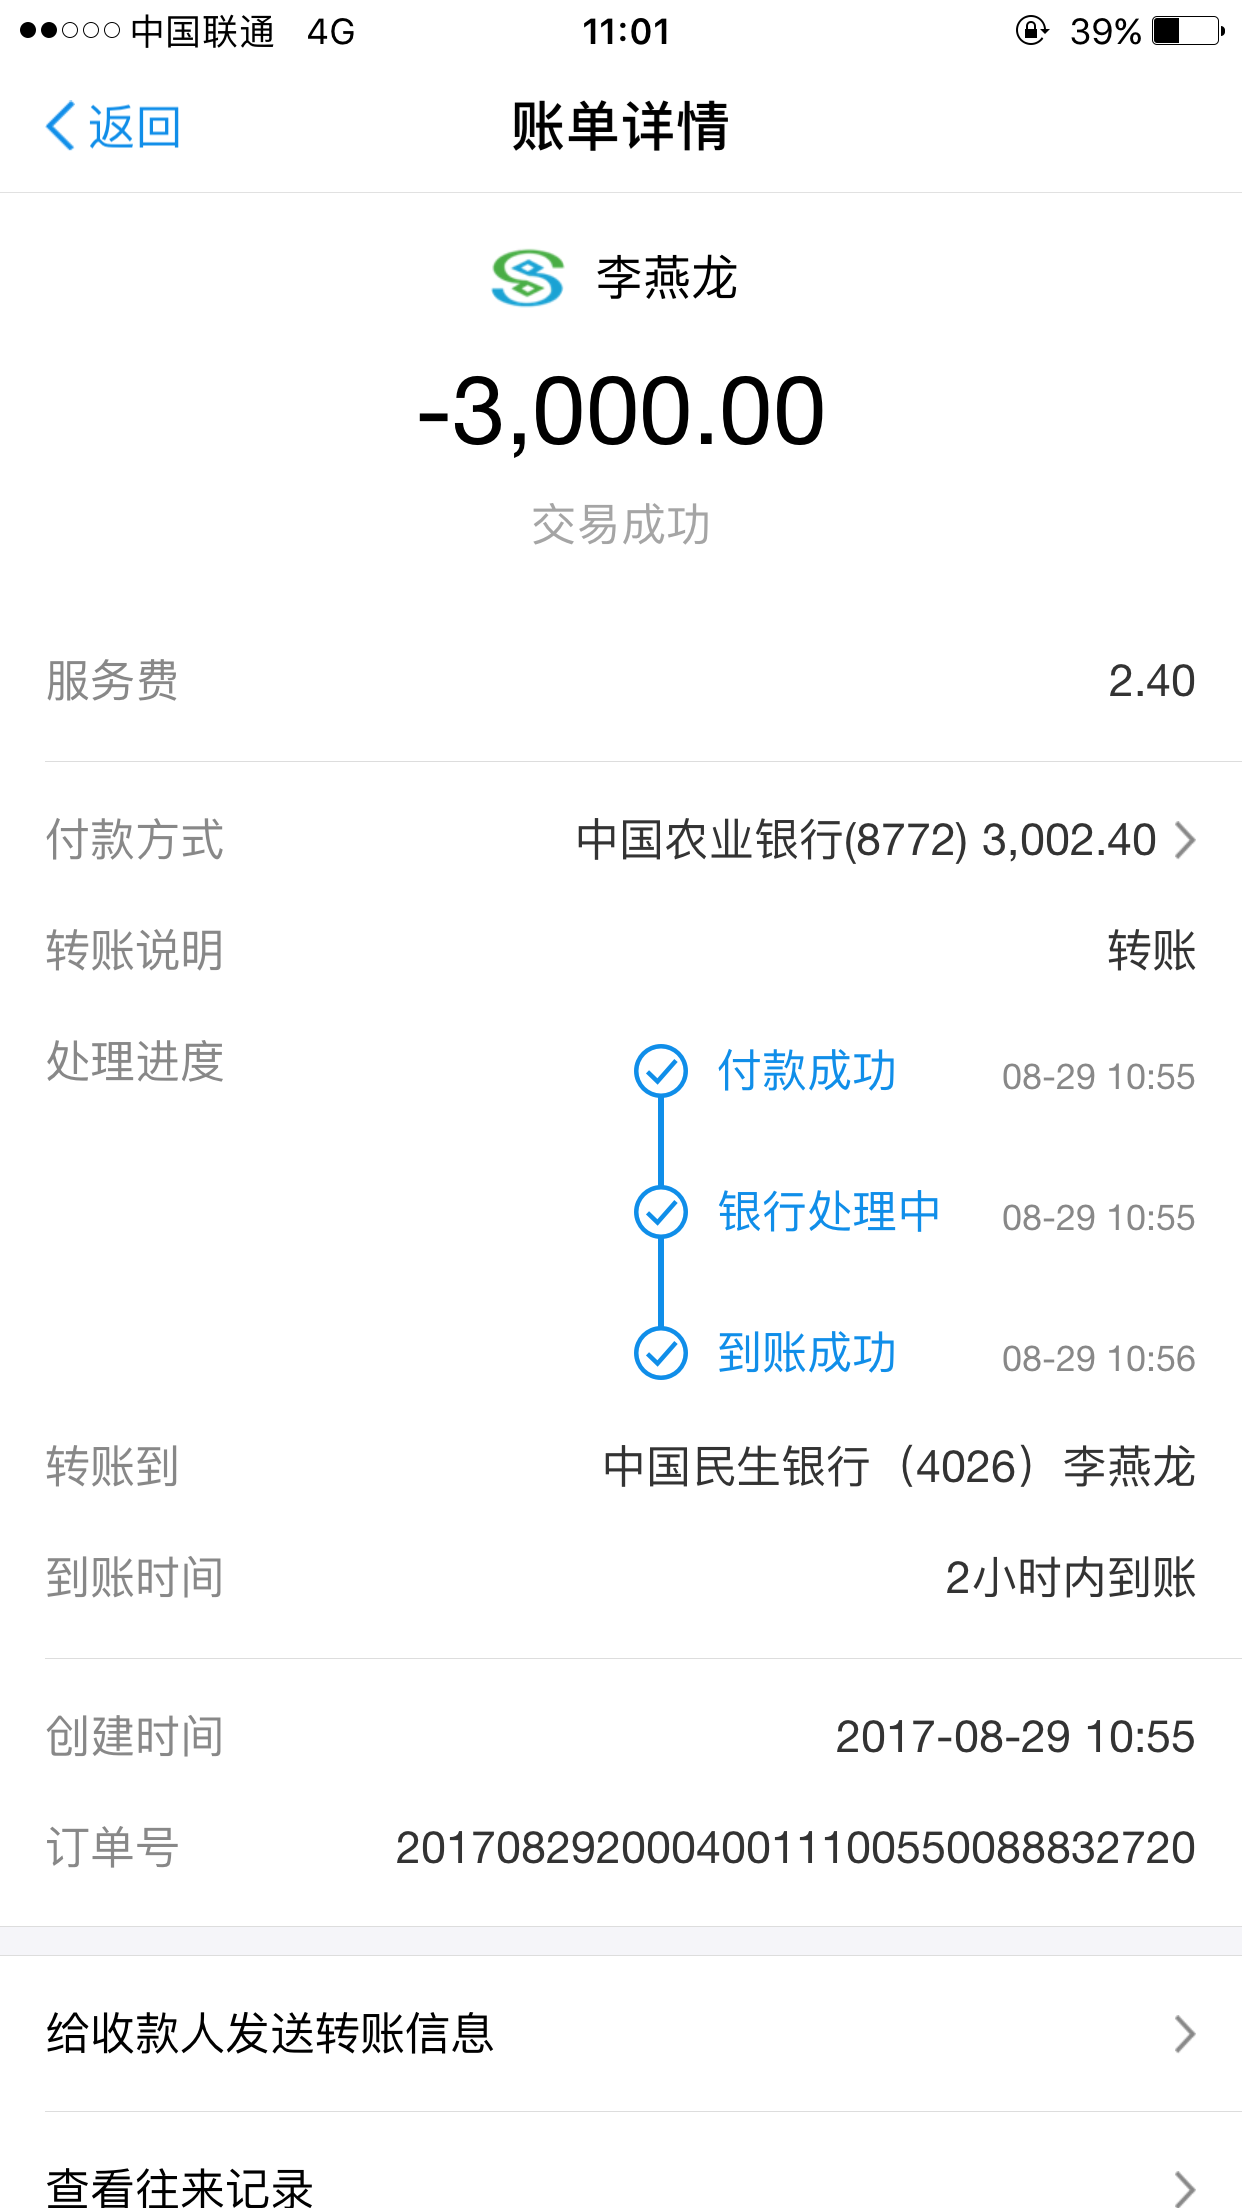 中国联通 4G 11:01 39%
返回 账单详情
李燕龙
-3,000.00
交易成功
服务费 2.40
付款方式 中国农业银行(8772) 3,002.40
转账说明 转账
处理进度 付款成功 08-29 10:55
银行处理中 08-29 10:55
到账成功 08-29 10:56
转账到 中国民生银行（4026）李燕龙
到账时间 2小时内到账
创建时间 2017-08-29 10:55
订单号 20170829200040011100550088832720
给收款人发送转账信息
查看往来记录